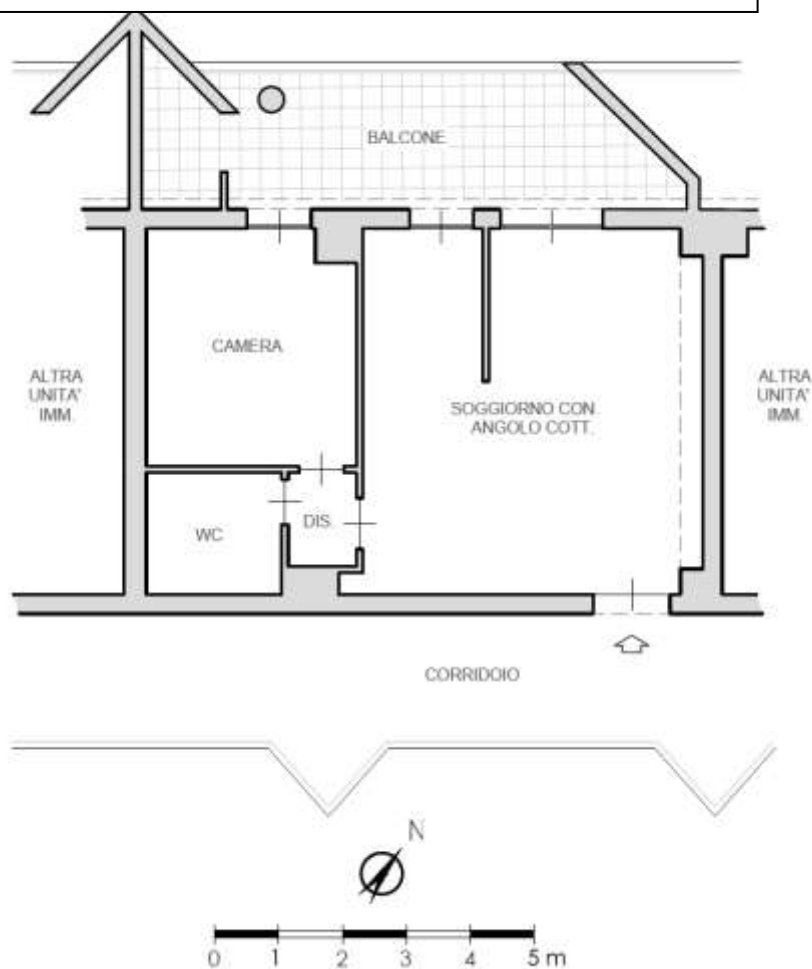 BALCONE
CAMERA
ALTRA
UNITA'
IMM.
SOGGIORNO CON.
ANGOLO COTT.
ALTRA
UNITA'
IMM.
WC
DIS.
CORRIDOIO
N
0 1 2 3 4 5 m